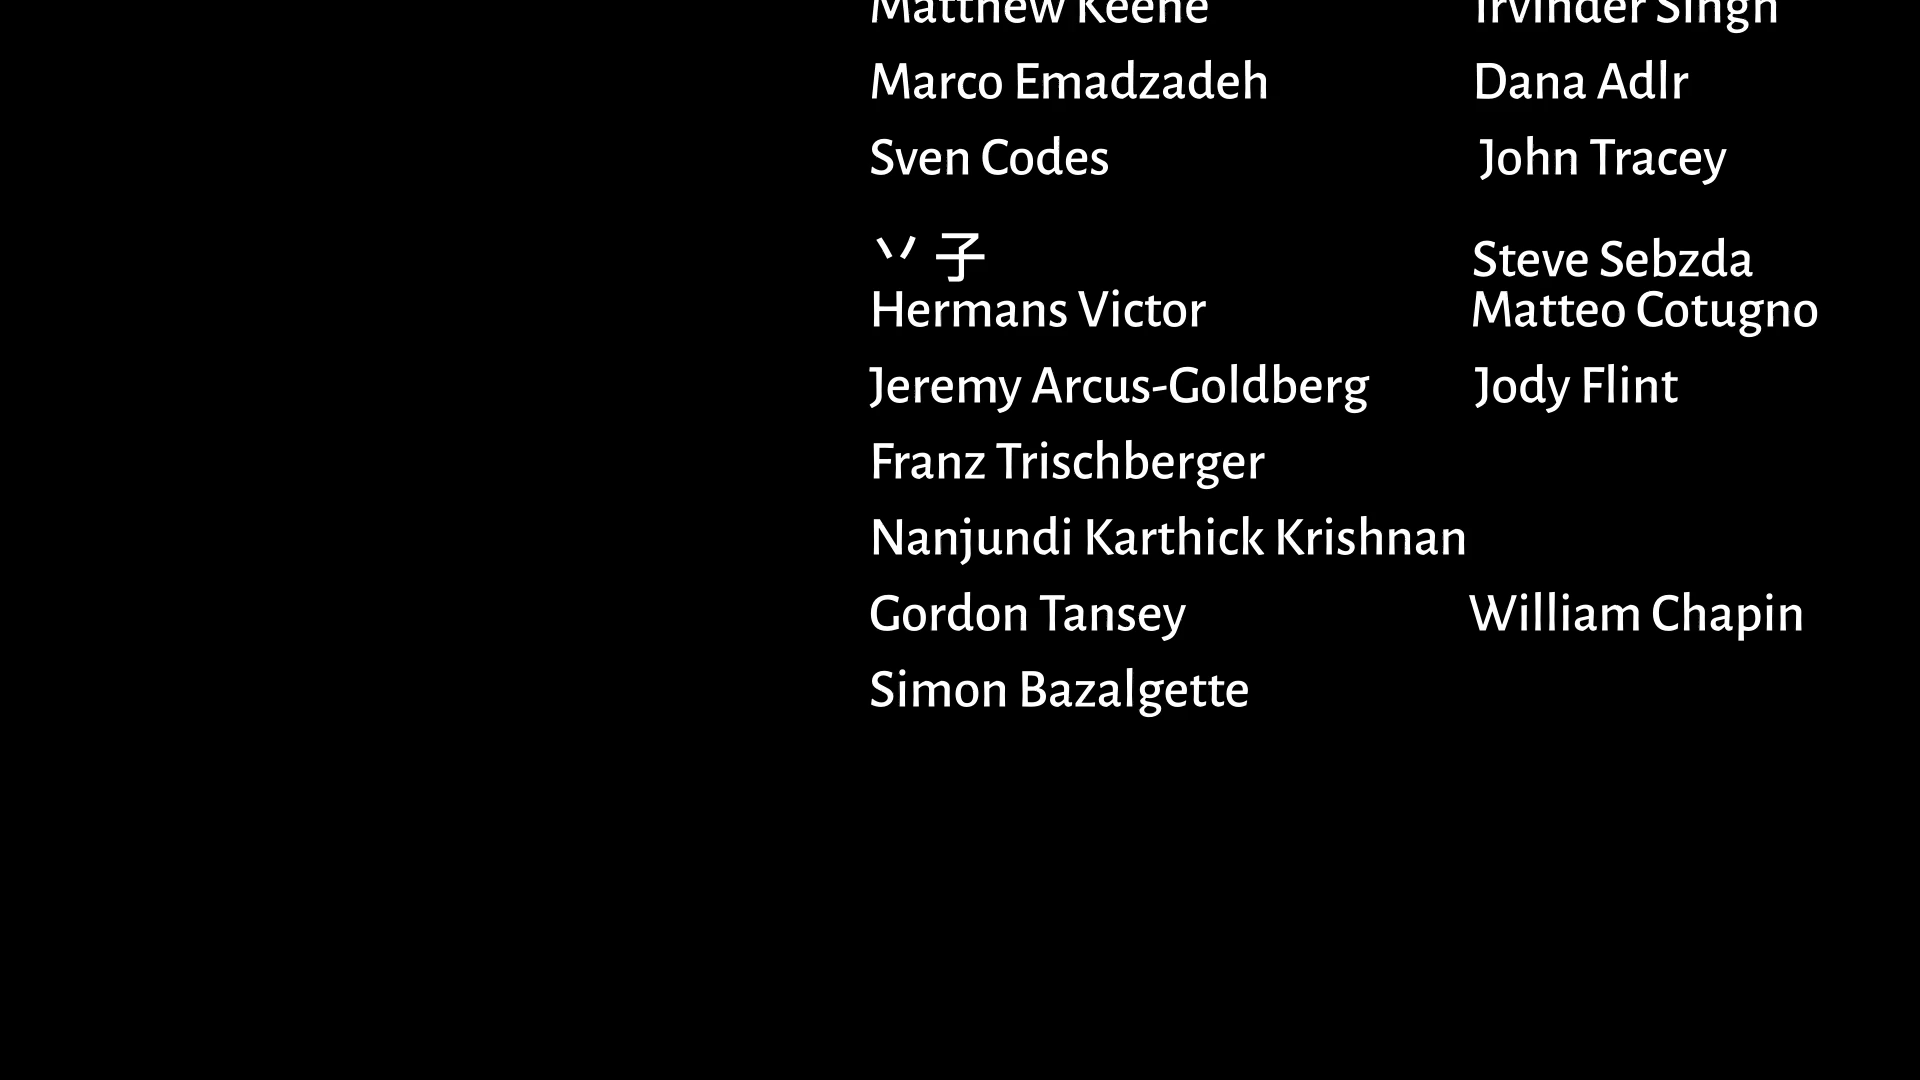 Matthew Keene Irvinder Singh
Marco Emadzadeh Dana Adlr
Sven Codes John Tracey
丷 子 Steve Sebzda
Hermans Victor Matteo Cotugno
Jeremy Arcus-Goldberg Jody Flint
Franz Trischberger
Nanjundi Karthick Krishnan
Gordon Tansey William Chapin
Simon Bazalgette